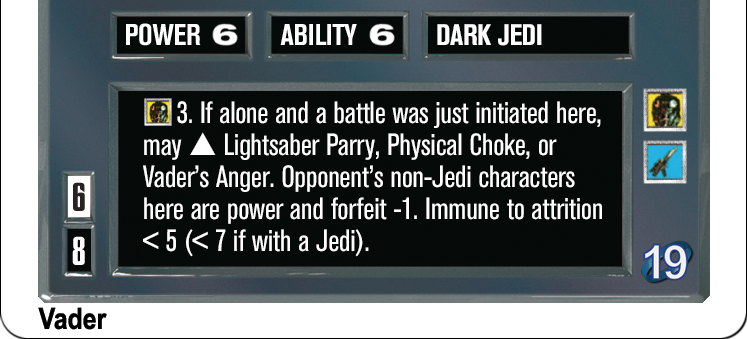 POWER 6 ABILITY 6 DARK JEDI
3. If alone and a battle was just initiated here,
may ▲ Lightsaber Parry, Physical Choke, or
Vader's Anger. Opponent's non-Jedi characters
here are power and forfeit -1. Immune to attrition
< 5 (< 7 if with a Jedi).
6
8
19
Vader